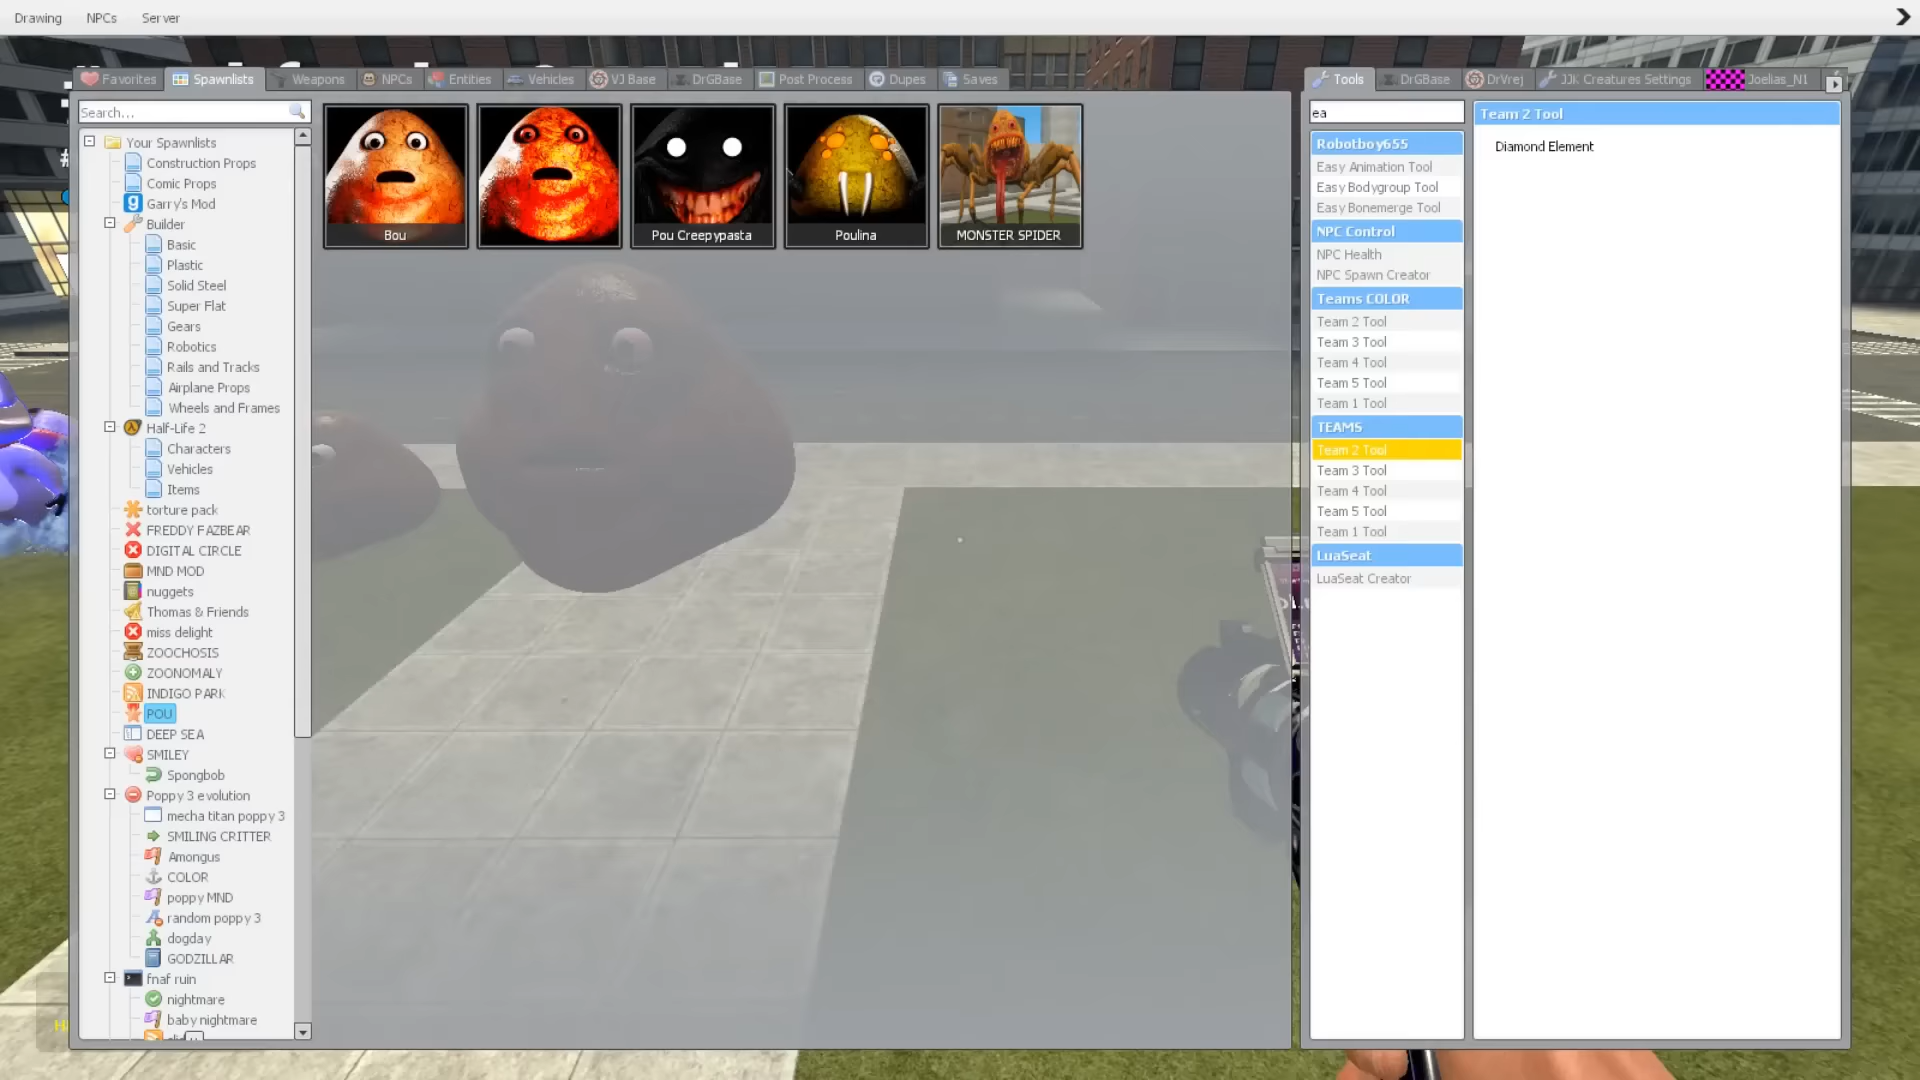 Drawing NPCs Server
Favorites Spawnlists Weapons NPCs Entities Vehicles VJ Base DrGBase Post Process Dupes Saves
Search...
Your Spawnlists
Construction Props
Comic Props
Garry's Mod
Builder
Basic
Plastic
Solid Steel
Super Flat
Gears
Robotics
Rails and Tracks
Airplane Props
Wheels and Frames
Half-Life 2
Characters
Vehicles
Items
torture pack
FREDDY FAZBEAR
DIGITAL CIRCLE
MND MOD
nuggets
Thomas & Friends
miss delight
ZOOCHOSIS
ZOONOMALY
INDIGO PARK
POU
DEEP SEA
SMILEY
Spongbob
Poppy 3 evolution
mecha titan poppy 3
SMILING CRITTER
Amongus
COLOR
poppy MND
random poppy 3
dogday
GODZILLAR
fnaf ruin
nightmare
baby nightmare
Bou
Pou Creepypasta
Poulina
MONSTER SPIDER
Tools DrGBase DrVrej JJK Creatures Settings Joelias_N1
ea
Robotboy655
Easy Animation Tool
Easy Bodygroup Tool
Easy Bonemerge Tool
NPC Control
NPC Health
NPC Spawn Creator
Teams COLOR
Team 2 Tool
Team 3 Tool
Team 4 Tool
Team 5 Tool
Team 1 Tool
TEAMS
Team 2 Tool
Team 3 Tool
Team 4 Tool
Team 5 Tool
Team 1 Tool
LuaSeat
LuaSeat Creator
Team 2 Tool
Diamond Element